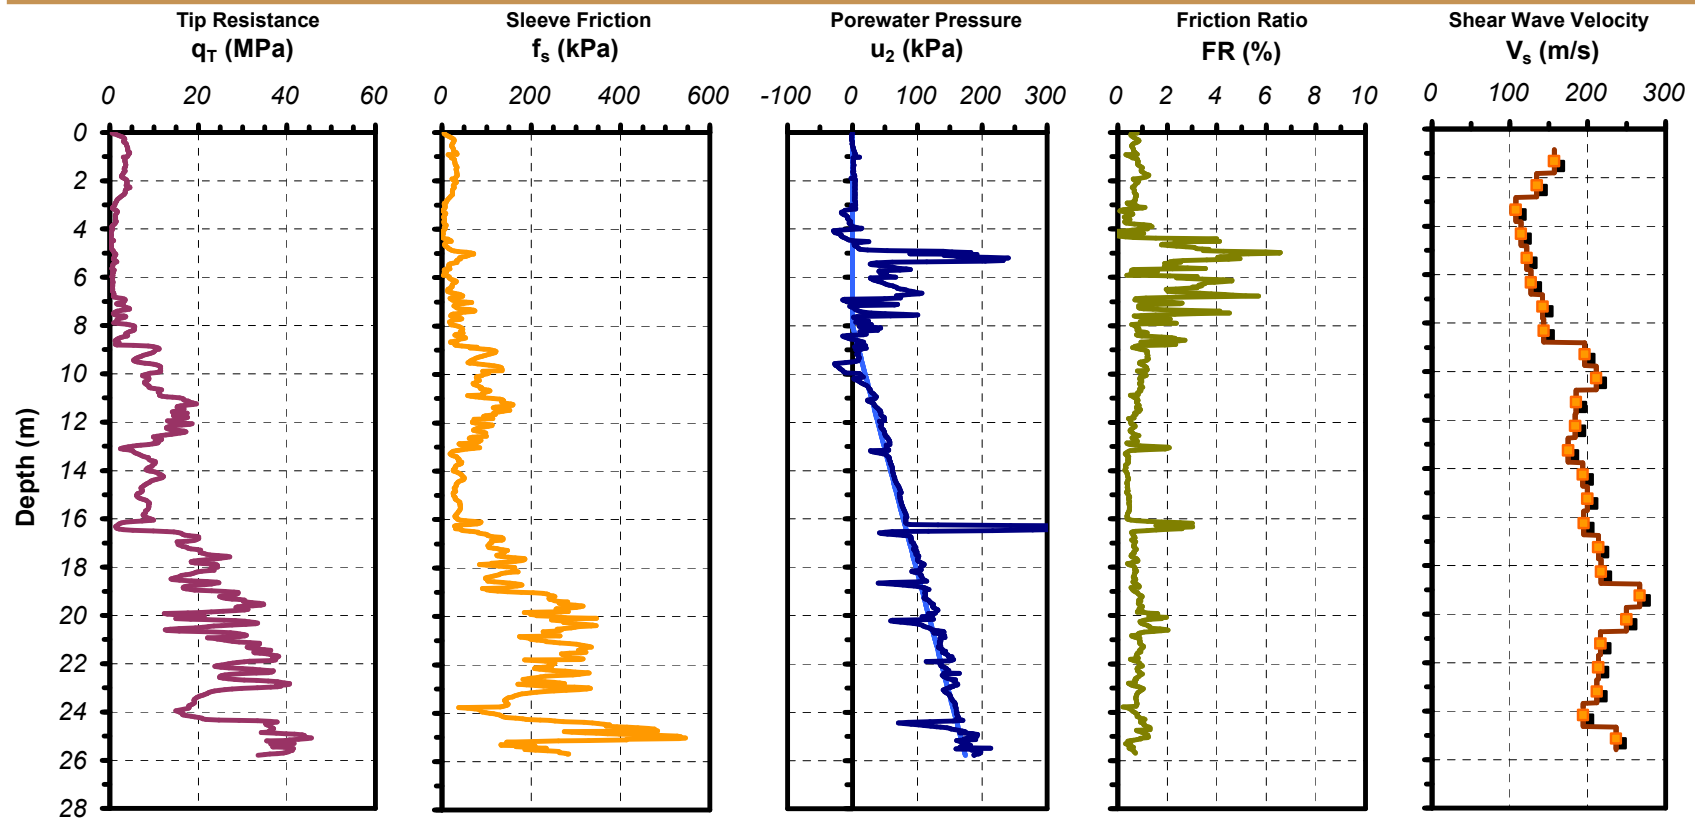 Tip Resistance
qT (MPa)
0 20 40 60
Sleeve Friction
fs (kPa)
0 200 400 600
Porewater Pressure
u2 (kPa)
-100 0 100 200 300
Friction Ratio
FR (%)
0 2 4 6 8 10
Shear Wave Velocity
Vs (m/s)
0 100 200 300
Depth (m)
0
2
4
6
8
10
12
14
16
18
20
22
24
26
28